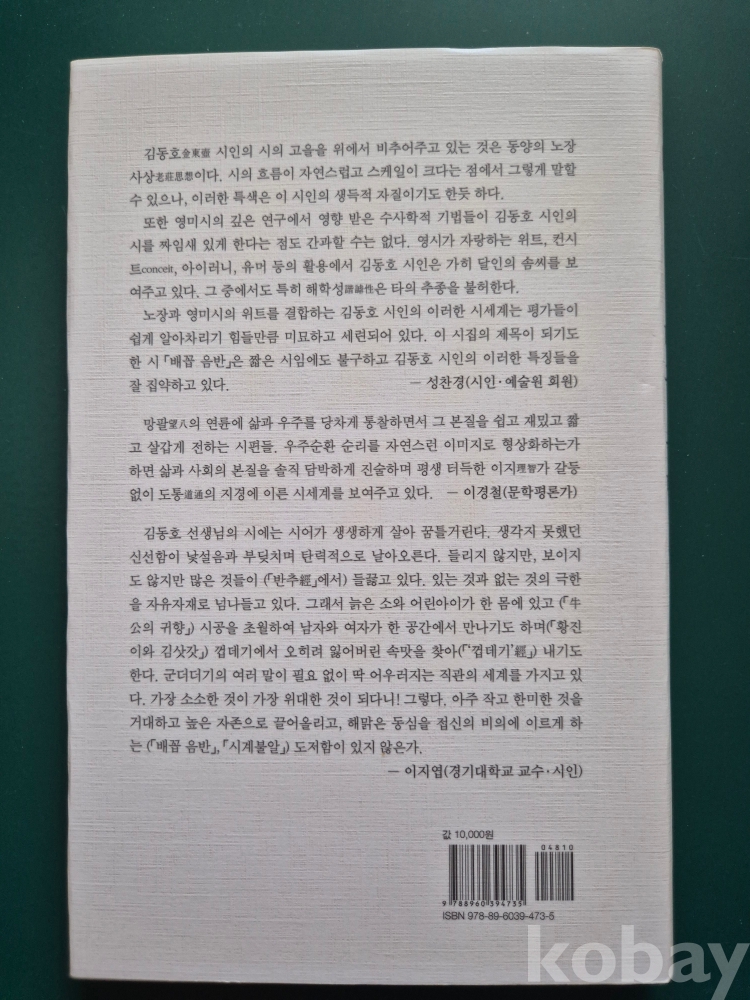 김동호金東壺 시인의 시의 고을을 위에서 비추어주고 있는 것은 동양의 노장
사상老莊思想이다. 시의 흐름이 자연스럽고 스케일이 크다는 점에서 그렇게 말할
수 있으나, 이러한 특색은 이 시인의 생득적 자질이기도 한듯 하다.
또한 영미시의 깊은 연구에서 영향 받은 수사학적 기법들이 김동호 시인의
시를 짜임새 있게 한다는 점도 간과할 수는 없다. 영시가 자랑하는 위트, 컨시
트conceit, 아이러니, 유머 등의 활용에서 김동호 시인은 가히 달인의 솜씨를 보
여주고 있다. 그 중에서도 특히 해학성諧謔性은 타의 추종을 불허한다.
노장과 영미시의 위트를 결합하는 김동호 시인의 이러한 시세계는 평가들이
쉽게 알아차리기 힘들만큼 미묘하고 세련되어 있다. 이 시집의 제목이 되기도
한 시 「배꼽 음반」은 짧은 시임에도 불구하고 김동호 시인의 이러한 특징들을
잘 집약하고 있다. ─ 성찬경(시인·예술원 회원)
망팔望八의 연륜에 삶과 우주를 당차게 통찰하면서 그 본질을 쉽고 재밌고 짧
고 살갑게 전하는 시편들. 우주순환 순리를 자연스런 이미지로 형상화하는가
하면 삶과 사회의 본질을 솔직 담박하게 진술하며 평생 터득한 이지理智가 갈등
없이 도통道通의 지경에 이른 시세계를 보여주고 있다. ─ 이경철(문학평론가)
김동호 선생님의 시에는 시어가 생생하게 살아 꿈틀거린다. 생각지 못했던
신선함이 낯설음과 부딪치며 탄력적으로 날아오른다. 들리지 않지만, 보이지
도 않지만 많은 것들이 (「반추經」에서) 들끓고 있다. 있는 것과 없는 것의 극한
을 자유자재로 넘나들고 있다. 그래서 늙은 소와 어린아이가 한 몸에 있고 (「牛
公의 귀향」) 시공을 초월하여 남자와 여자가 한 공간에서 만나기도 하며(「황진
이와 김삿갓」) 껍데기에서 오히려 잃어버린 속맛을 찾아(「'껍데기'經」) 내기도
한다. 군더더기의 여러 말이 필요 없이 딱 어우러지는 직관의 세계를 가지고 있
다. 가장 소소한 것이 가장 위대한 것이 되다니! 그렇다. 아주 작고 한미한 것을
거대하고 높은 자존으로 끌어올리고, 해맑은 동심을 접신의 비의에 이르게 하
는 (「배꼽 음반」, 「시계불알」) 도저함이 있지 않은가.
─ 이지엽(경기대학교 교수·시인)
값 10,000원
04810
9 788960 394735
ISBN 978-89-6039-473-5
kobay